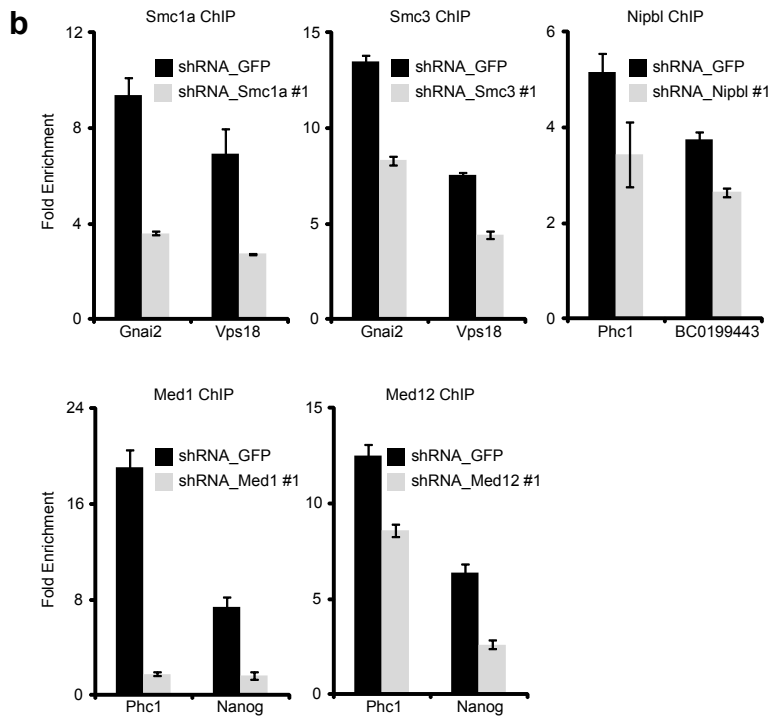 b
Smc1a ChIP
Fold Enrichment
12
8
4
0
shRNA_GFP
shRNA_Smc1a #1
Gnai2 Vps18
Smc3 ChIP
15
10
5
0
shRNA_GFP
shRNA_Smc3 #1
Gnai2 Vps18
Nipbl ChIP
6
4
2
0
shRNA_GFP
shRNA_Nipbl #1
Phc1 BC0199443
Med1 ChIP
Fold Enrichment
24
16
8
0
shRNA_GFP
shRNA_Med1 #1
Phc1 Nanog
Med12 ChIP
15
10
5
0
shRNA_GFP
shRNA_Med12 #1
Phc1 Nanog